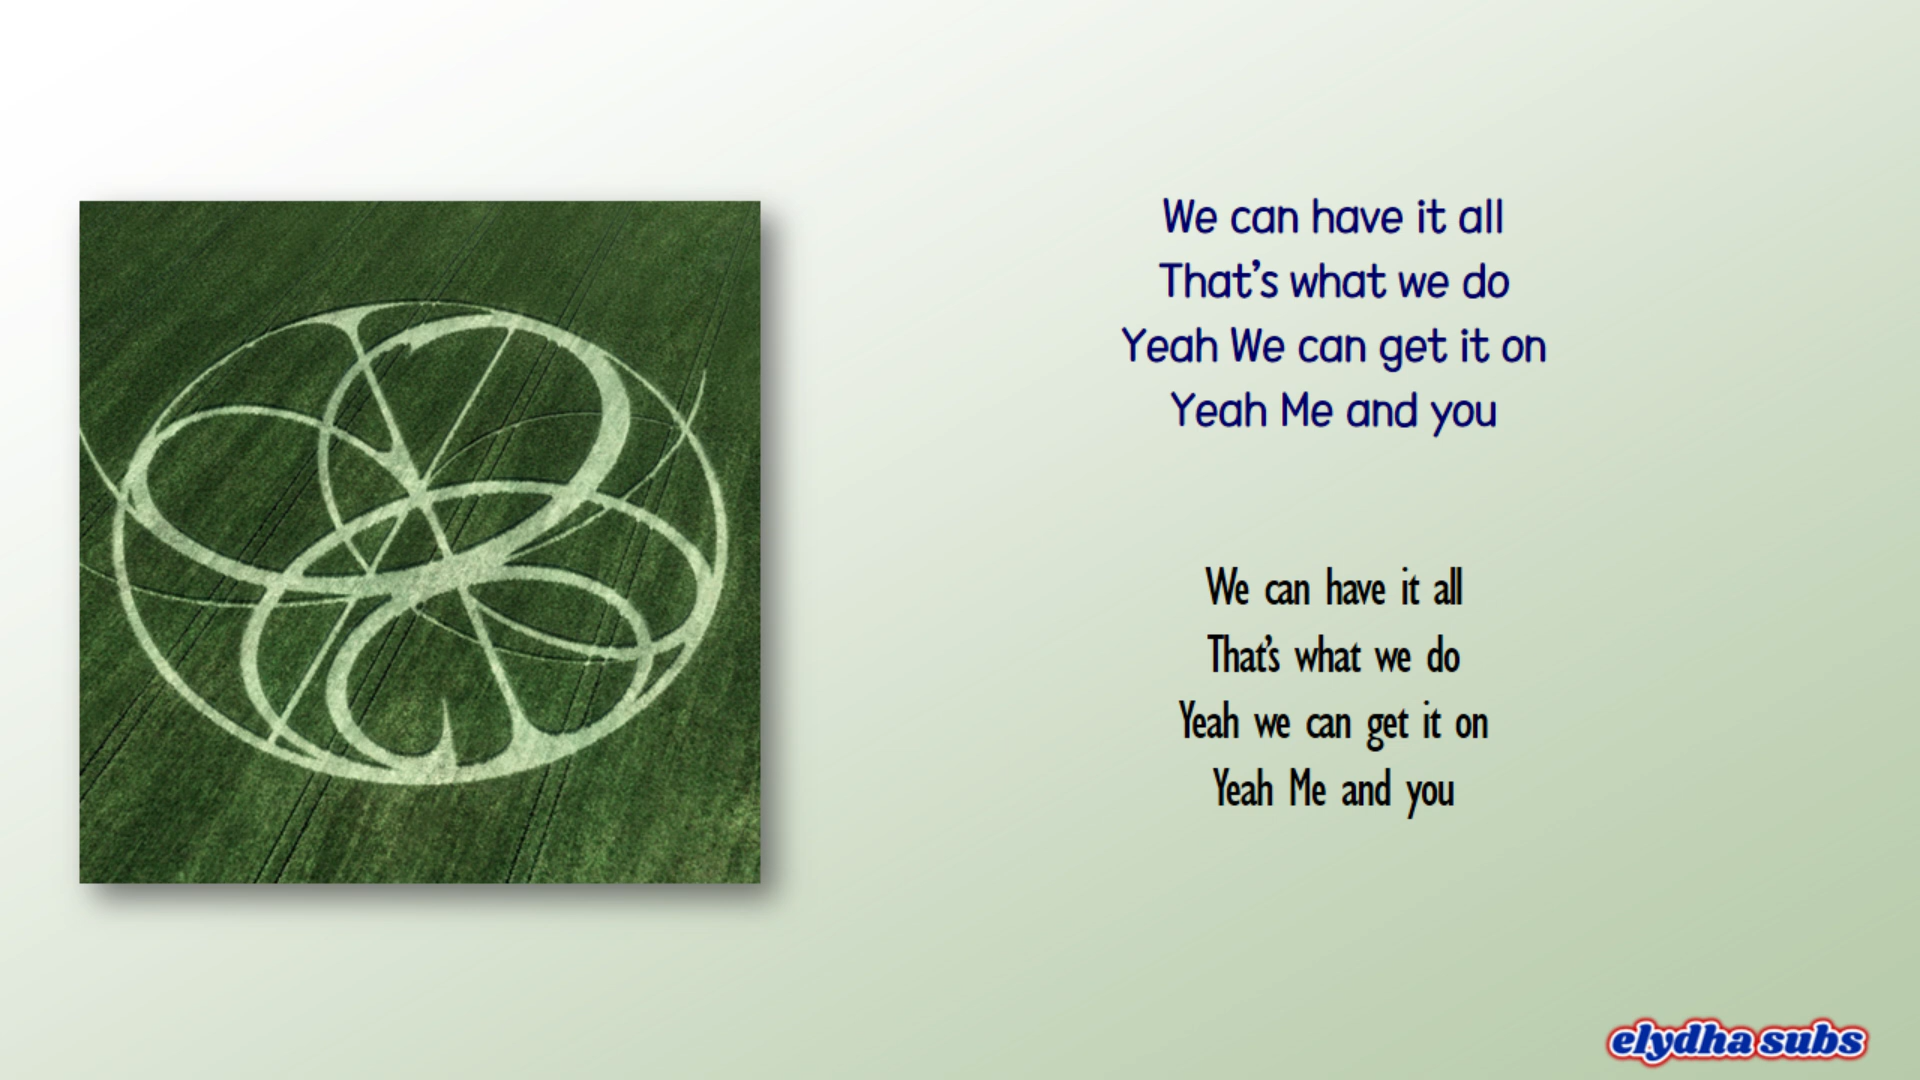 We can have it all
That’s what we do
Yeah We can get it on
Yeah Me and you
We can have it all
That’s what we do
Yeah we can get it on
Yeah Me and you
elydha subs